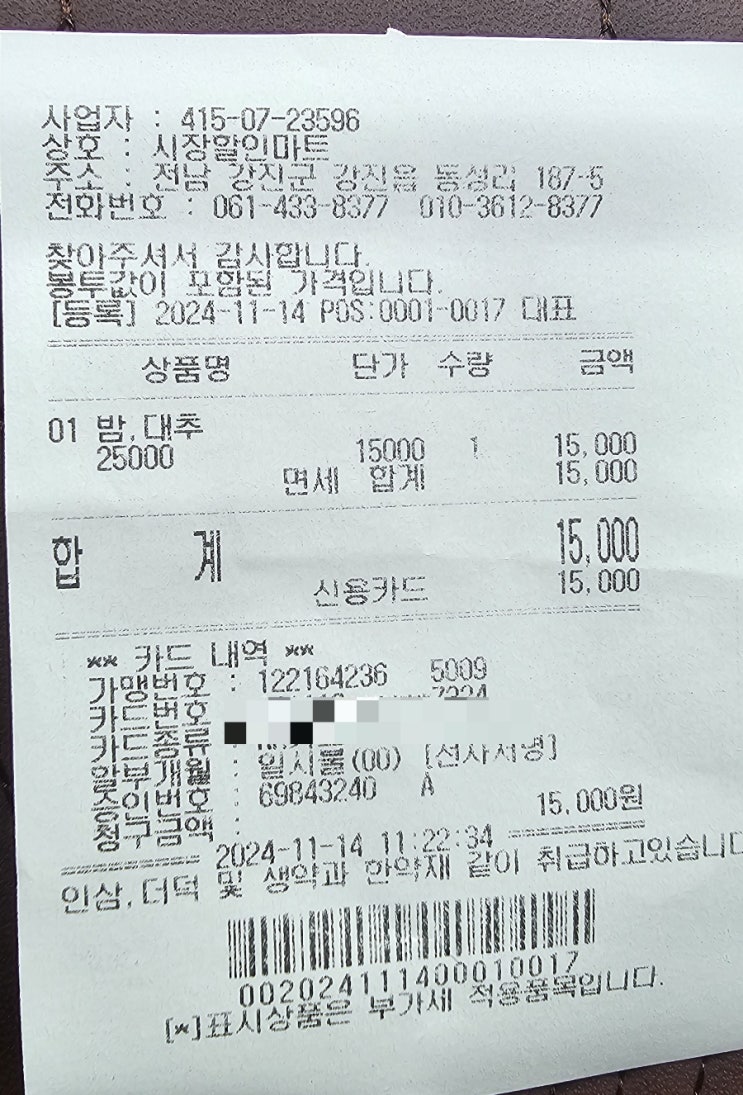 사업자 : 415-07-23596
상호 : 시장할인마트
주소 : 전남 강진군 강진읍 동성리 187-5
전화번호 : 061-433-8377 010-3612-8377
찾아주셔서 감사합니다.
봉투값이 포함된 가격입니다.
[등록] 2024-11-14 POS:0001-0017 대표
상품명 단가 수량 금액
01 밤,대추
25000 15000 1 15,000
면세 합계 15,000
합 계 15,000
신용카드 15,000
** 카드 내역 **
가맹번호 : 122164236 5009
카드번호
카드종류
할부개월 : 일시불(00) [전자서명]
승인번호 : 69843240 A
청구금액 : 15,000원
2024-11-14 11:22:34
인삼,더덕 및 생약과 한약재 같이 취급하고있습니다
002024111400010017
[*]표시상품은 부가세 적용품목입니다.